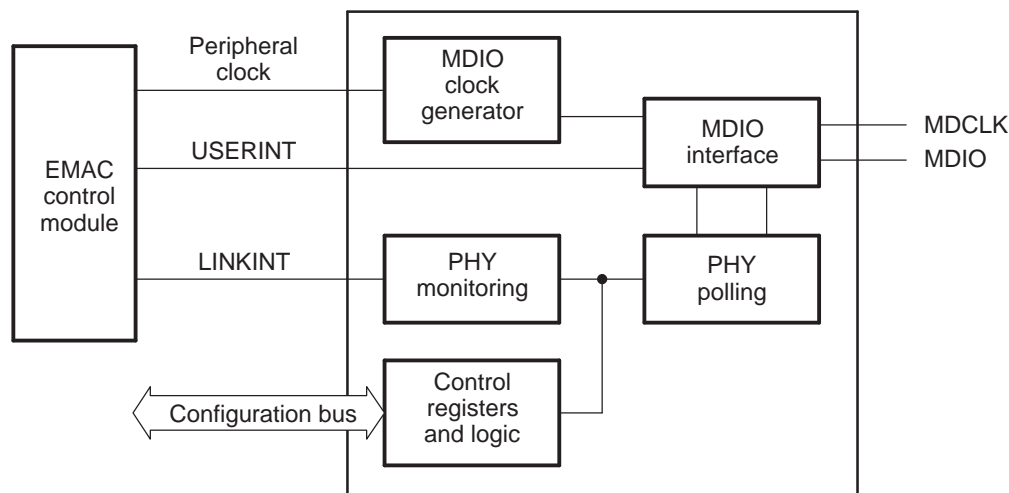 Peripheral
clock
MDIO
clock
generator
MDIO
interface
MDCLK
MDIO
USERINT
EMAC
control
module
LINKINT
PHY
monitoring
PHY
polling
Control
registers
and logic
Configuration bus